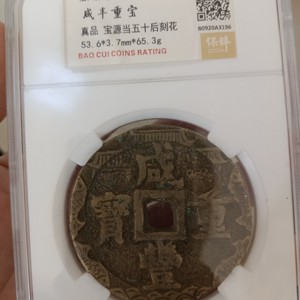 咸丰重宝
真品 宝源当五十后刻花
53.6*3.7mm*65.3g
BAO CUI COINS RATING
B0920A3196
保粹
咸豐重寶